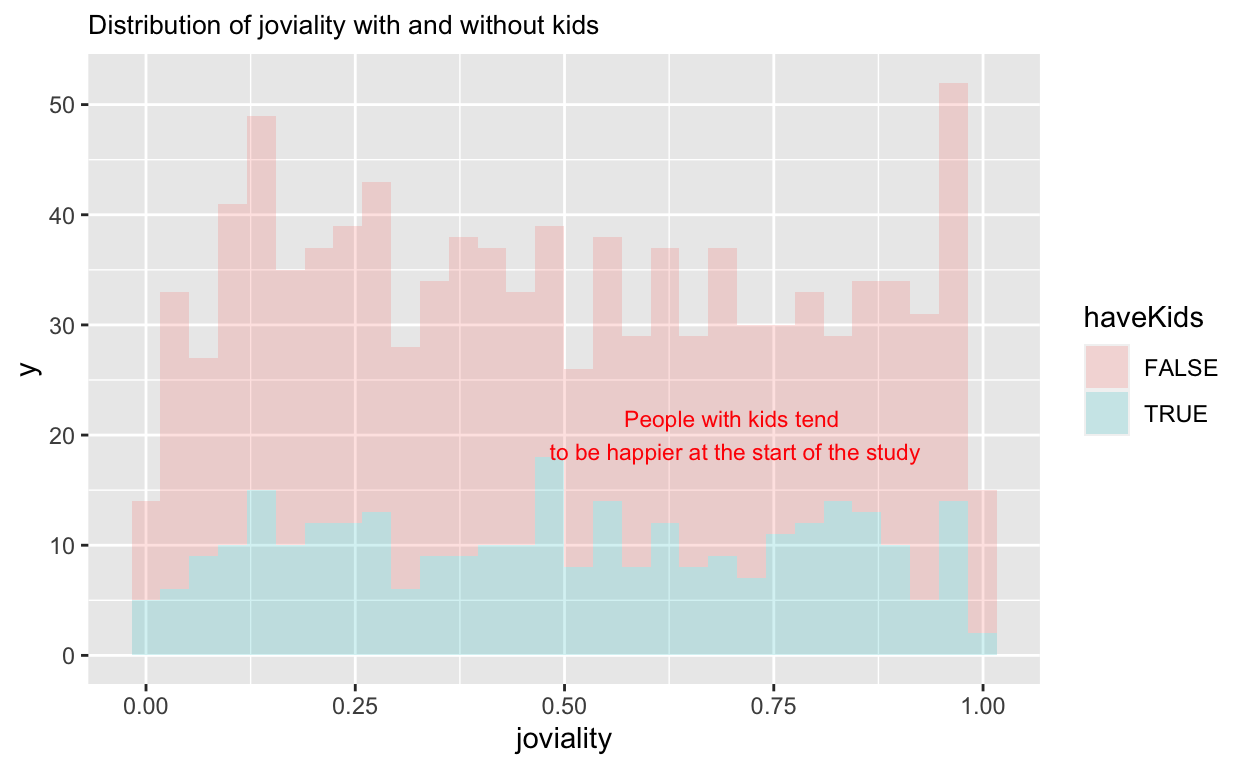 Distribution of joviality with and without kids
50
40
30
20
10
0
y
People with kids tend
to be happier at the start of the study
0.00
0.25
0.50
0.75
1.00
joviality
haveKids
FALSE
TRUE